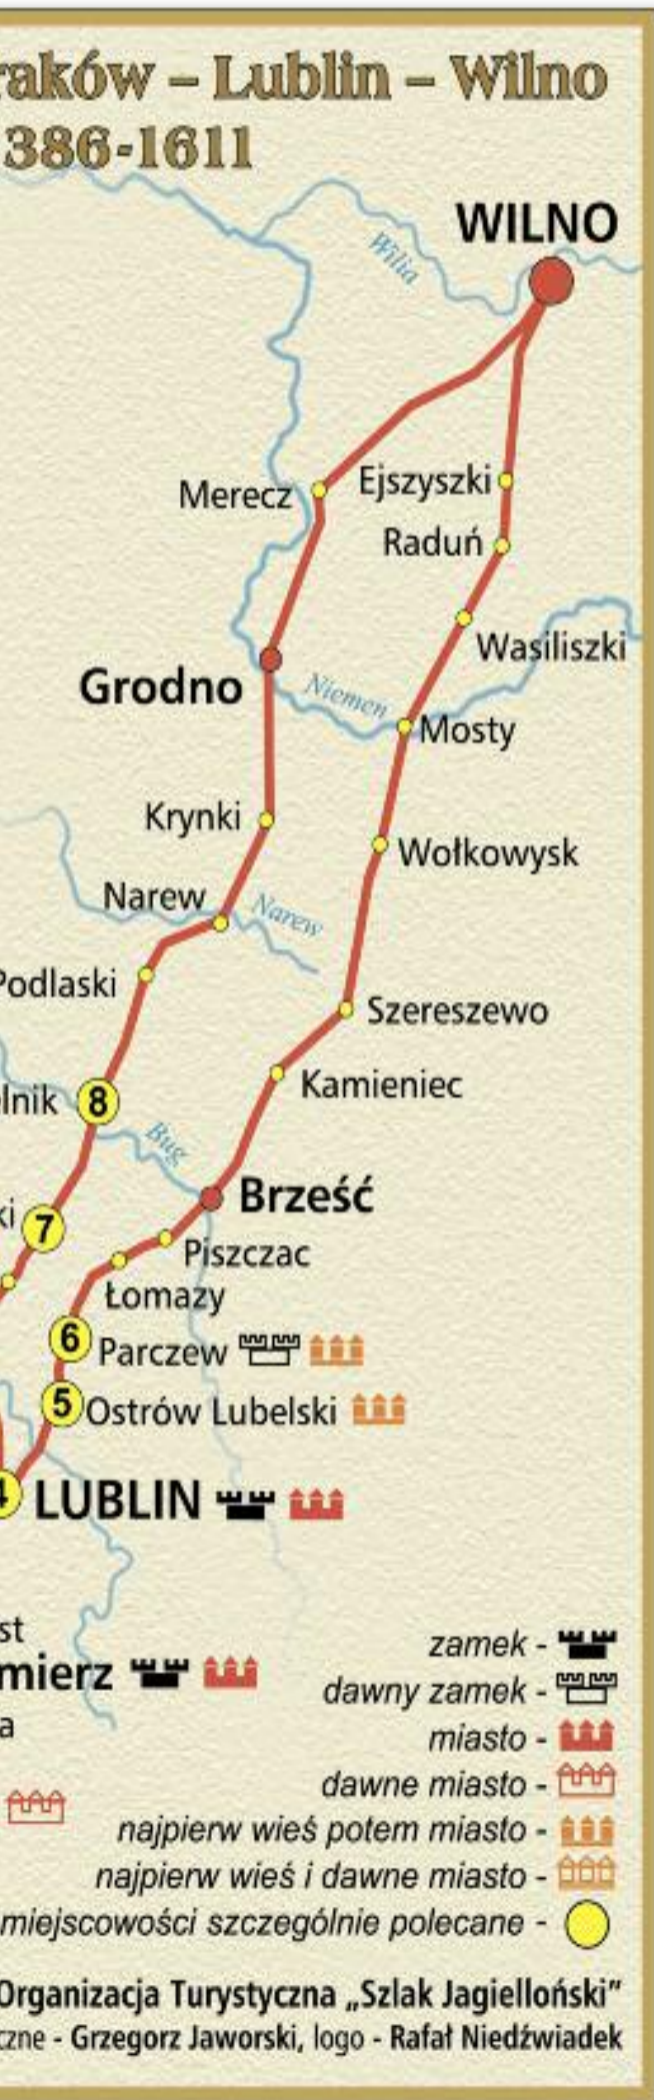 raków – Lublin – Wilno
386-1611
WILNO
Wilia
Merecz
Ejszyszki
Raduń
Wasiliszki
Grodno
Niemen
Mosty
Krynki
Wołkowysk
Narew
Narew
Podlaski
Szereszewo
Kamieniec
elnik 8
Bug
Brześć
ki 7
Piszczac
Łomazy
6 Parczew
5 Ostrów Lubelski
4 LUBLIN
st
mierz
a
zamek -
dawny zamek -
miasto -
dawne miasto -
najpierw wieś potem miasto -
najpierw wieś i dawne miasto -
miejscowości szczególnie polecane -
Organizacja Turystyczna „Szlak Jagielloński”
czne - Grzegorz Jaworski, logo - Rafał Niedźwiadek